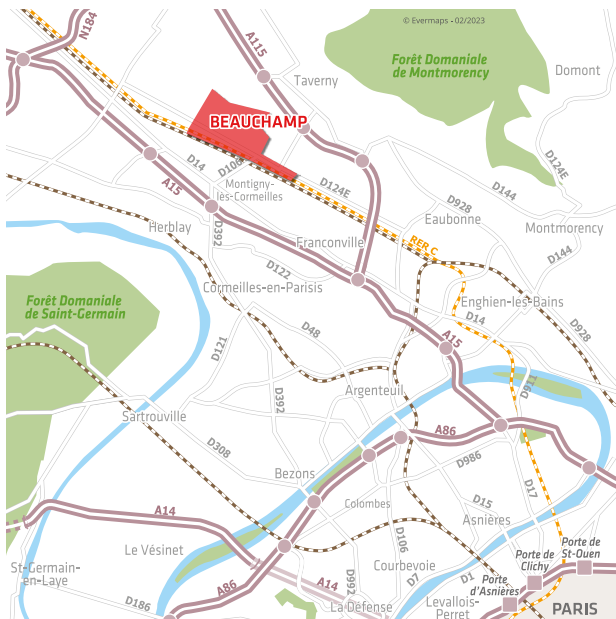 © Evermaps - 02/2023
N184
A115
Forêt Domaniale
de Montmorency
Domont
Taverny
BEAUCHAMP
D14
D106
D124E
Montigny-
lès-Cormeilles
D124E
D144
D928
A15
D392
Herblay
Eaubonne
Montmorency
Franconville
RER C
D144
D122
Cormeilles-en-Parisis
Forêt Domaniale
de Saint-Germain
Enghien-les-Bains
D14
D928
D48
A15
D121
D911
Argenteuil
D392
Sartrouville
A86
D308
D986
Bezons
D17
Colombes
D15
A14
Asnières
D106
Le Vésinet
Porte de
St-Ouen
Porte de
Clichy
St-Germain-
en-Laye
Courbevoie
D7
D1
A14
D992
A86
Porte
d'Asnières
D186
La Défense
Levallois-
Perret
PARIS